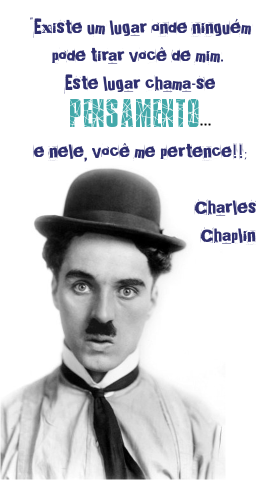 "Existe um lugar onde ninguém
pode tirar você de mim.
Este lugar chama-se
PENSAMENTO...
e nele, você me pertence!!;
Charles
Chaplin